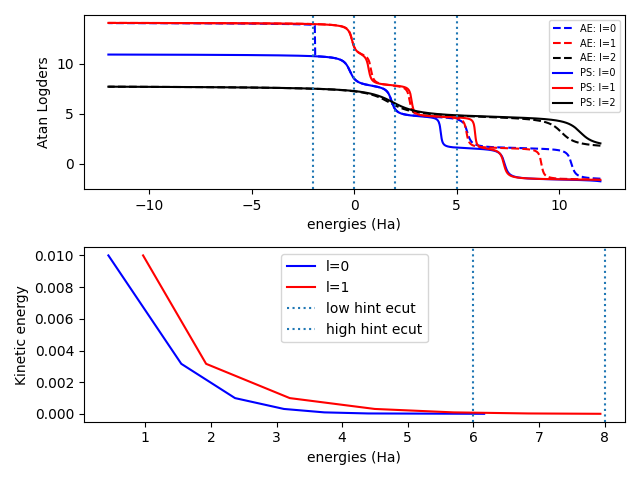 Atan Logders
10
5
0
−10
−5
0
5
10
energies (Ha)
AE: l=0
AE: l=1
AE: l=2
PS: l=0
PS: l=1
PS: l=2
Kinetic energy
0.010
0.008
0.006
0.004
0.002
0.000
1
2
3
4
5
6
7
8
energies (Ha)
l=0
l=1
low hint ecut
high hint ecut